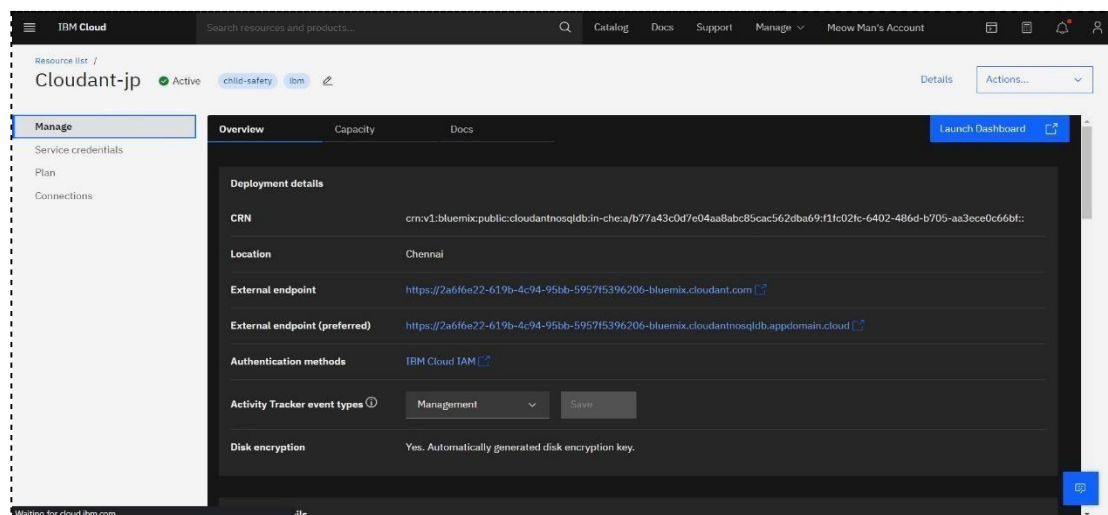 IBM Cloud
Search resources and products...
Catalog
Docs
Support
Manage
Meow Man's Account
Resource list /
Cloudant-jp
Active
child-safety
ibm
Details
Actions...
Manage
Service credentials
Plan
Connections
Overview
Capacity
Docs
Launch Dashboard
Deployment details
CRN
crn:v1:bluemix:public:cloudantnosqldb:in-che:a/b77a43c0d7e04aa8abc85cac562dba69:f1fc02fc-6402-486d-b705-aa3ece0c66bf::
Location
Chennai
External endpoint
https://2a6f6e22-619b-4c94-95bb-5957f5396206-bluemix.cloudant.com
External endpoint (preferred)
https://2a6f6e22-619b-4c94-95bb-5957f5396206-bluemix.cloudantnosqldb.appdomain.cloud
Authentication methods
IBM Cloud IAM
Activity Tracker event types
Management
Save
Disk encryption
Yes. Automatically generated disk encryption key.
Waiting for cloud.ibm.com